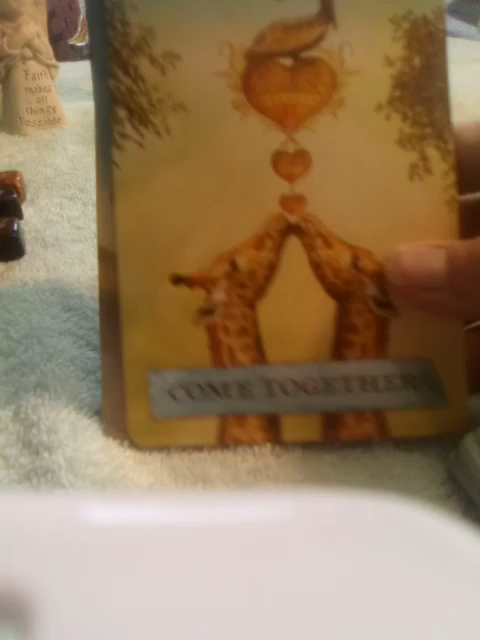 Faith
makes
all
things
Possible
COME TOGETHER